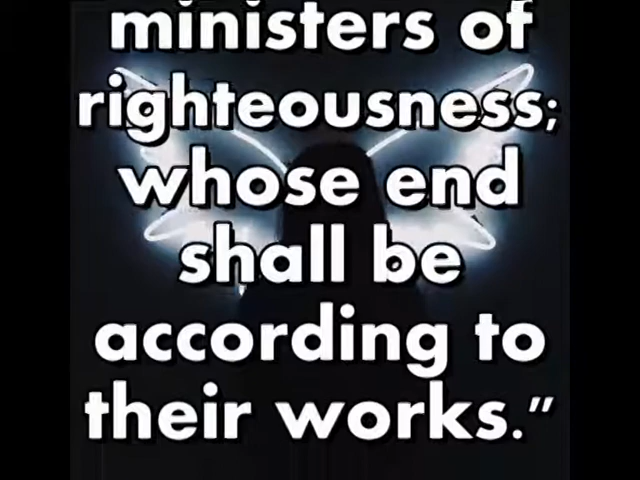 ministers of
righteousness;
whose end
shall be
according to
their works.”